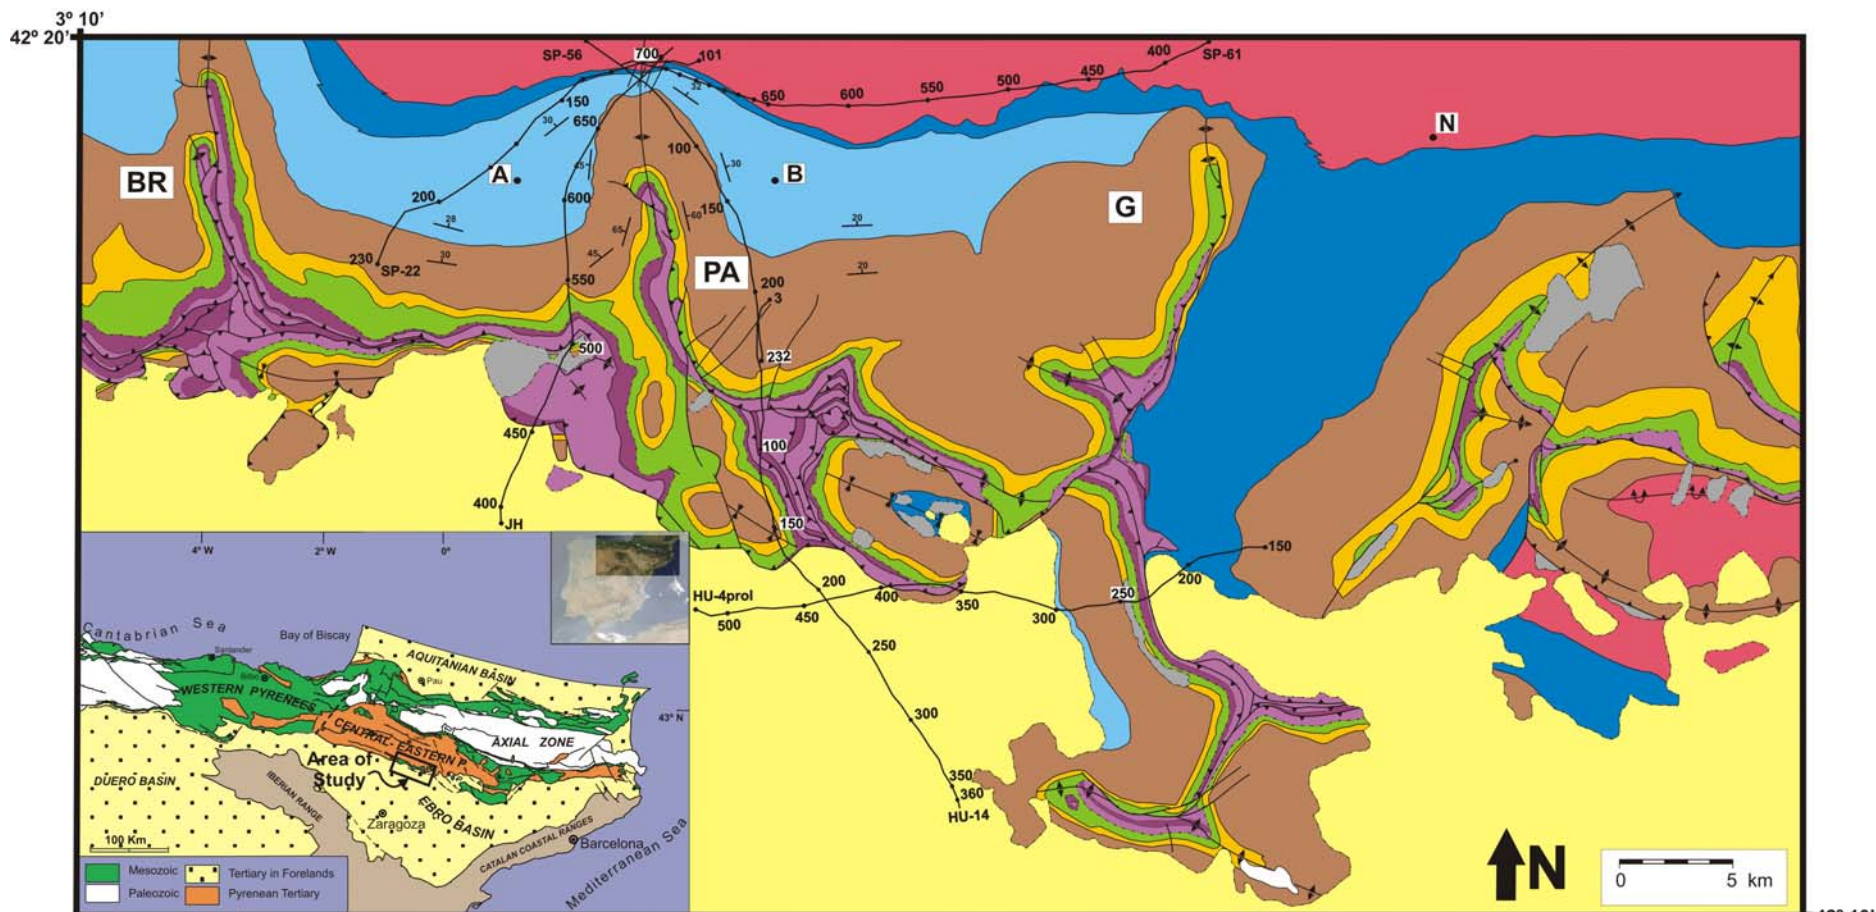 3º 10'
42º 20'
SP-56
700
101
400
SP-61
450
500
550
600
650
32
150
30
650
N
A
45
100
30
B
BR
200
600
150
G
28
60
65
20
230
SP-22
30
45
PA
20
550
200
3
500
232
450
100
400
JH
150
150
4º W
2º W
0º
200
200
HU-4prol
400
350
250
500
450
300
Cantabrian Sea
Bay of Biscay
250
Santander
AQUITANIAN BASIN
Bilbo
Pau
WESTERN PYRENEES
300
43º N
CENTRAL-EASTERN P.
AXIAL ZONE
Area of
Study
DUERO BASIN
350
IBERIAN RANGE
EBRO BASIN
360
HU-14
Zaragoza
100 Km
CATALAN COASTAL RANGES
Barcelona
Mediterranean Sea
N
0 5 km
Mesozoic
Tertiary in Forelands
Paleozoic
Pyrenean Tertiary